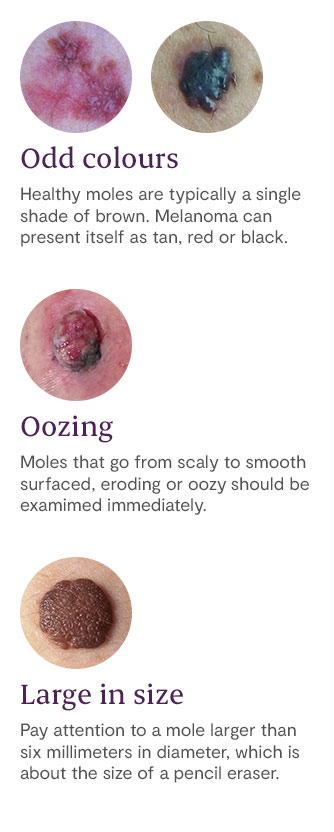 Odd colours
Healthy moles are typically a single
shade of brown. Melanoma can
present itself as tan, red or black.
Oozing
Moles that go from scaly to smooth
surfaced, eroding or oozy should be
examimed immediately.
Large in size
Pay attention to a mole larger than
six millimeters in diameter, which is
about the size of a pencil eraser.